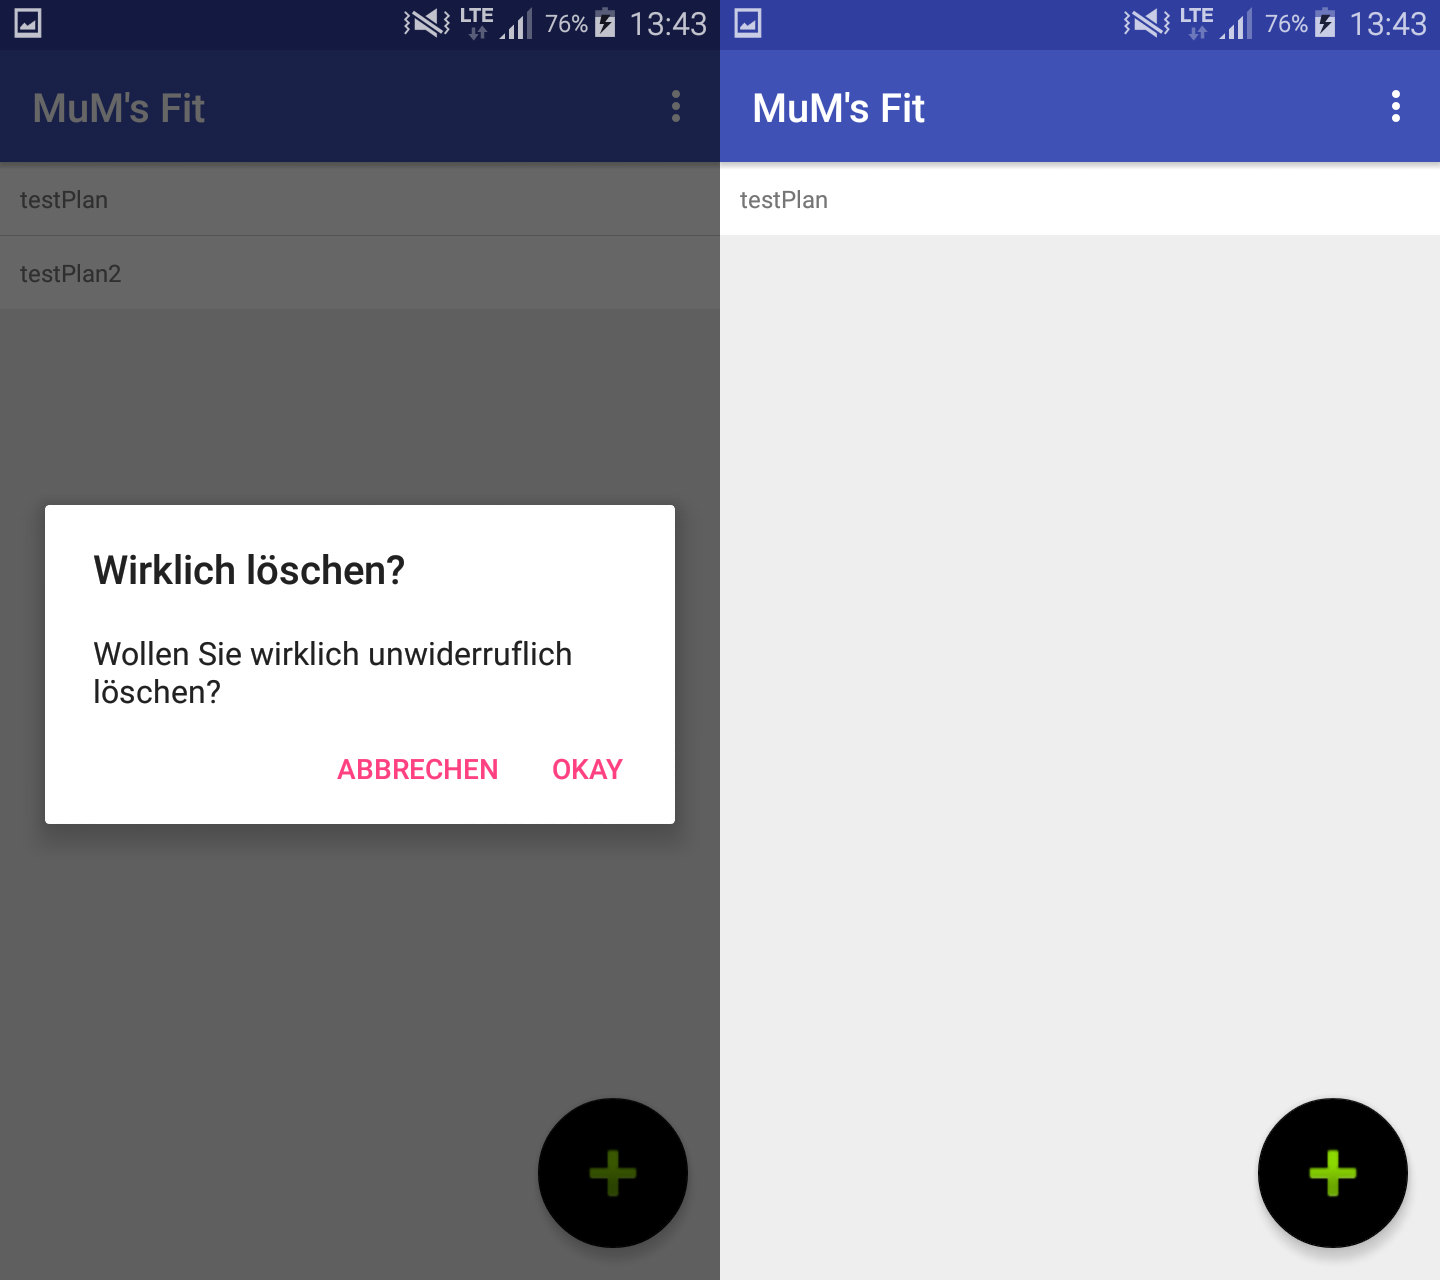 LTE 76% 13:43
MuM's Fit
testPlan
testPlan2
Wirklich löschen?
Wollen Sie wirklich unwiderruflich
löschen?
ABBRECHEN OKAY
LTE 76% 13:43
MuM's Fit
testPlan